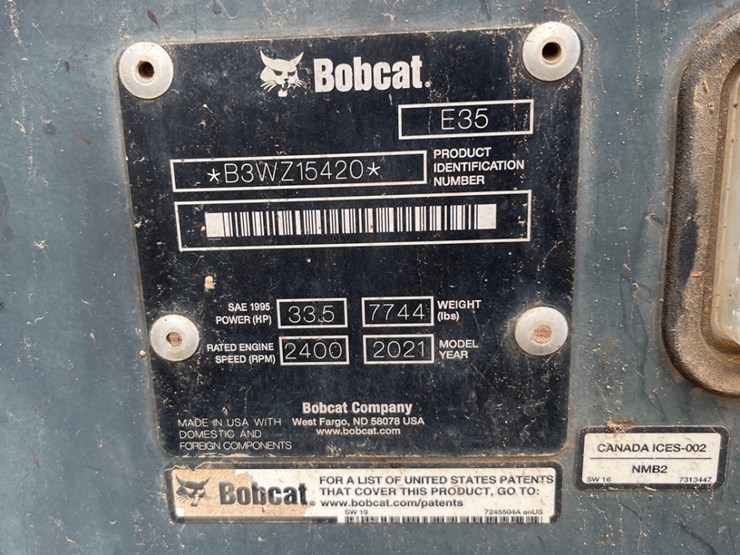 Bobcat.
E35
*B3WZ15420*
PRODUCT
IDENTIFICATION
NUMBER
SAE 1995
POWER (HP)
33.5
7744
WEIGHT
(lbs)
RATED ENGINE
SPEED (RPM)
2400
2021
MODEL
YEAR
Bobcat Company
West Fargo, ND 58078 USA
www.bobcat.com
MADE IN USA WITH
DOMESTIC AND
FOREIGN COMPONENTS
CANADA ICES-002
NMB2
SW 16 7313447
Bobcat.
FOR A LIST OF UNITED STATES PATENTS
THAT COVER THIS PRODUCT, GO TO:
www.bobcat.com/patents
SW 19 7245504A enUS